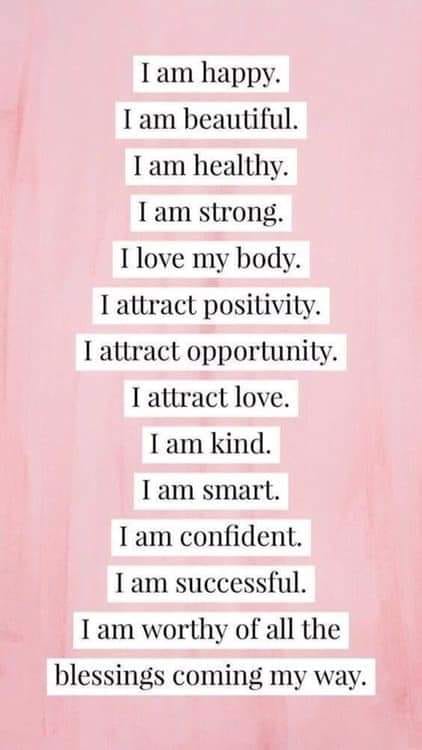 I am happy.
I am beautiful.
I am healthy.
I am strong.
I love my body.
I attract positivity.
I attract opportunity.
I attract love.
I am kind.
I am smart.
I am confident.
I am successful.
I am worthy of all the
blessings coming my way.